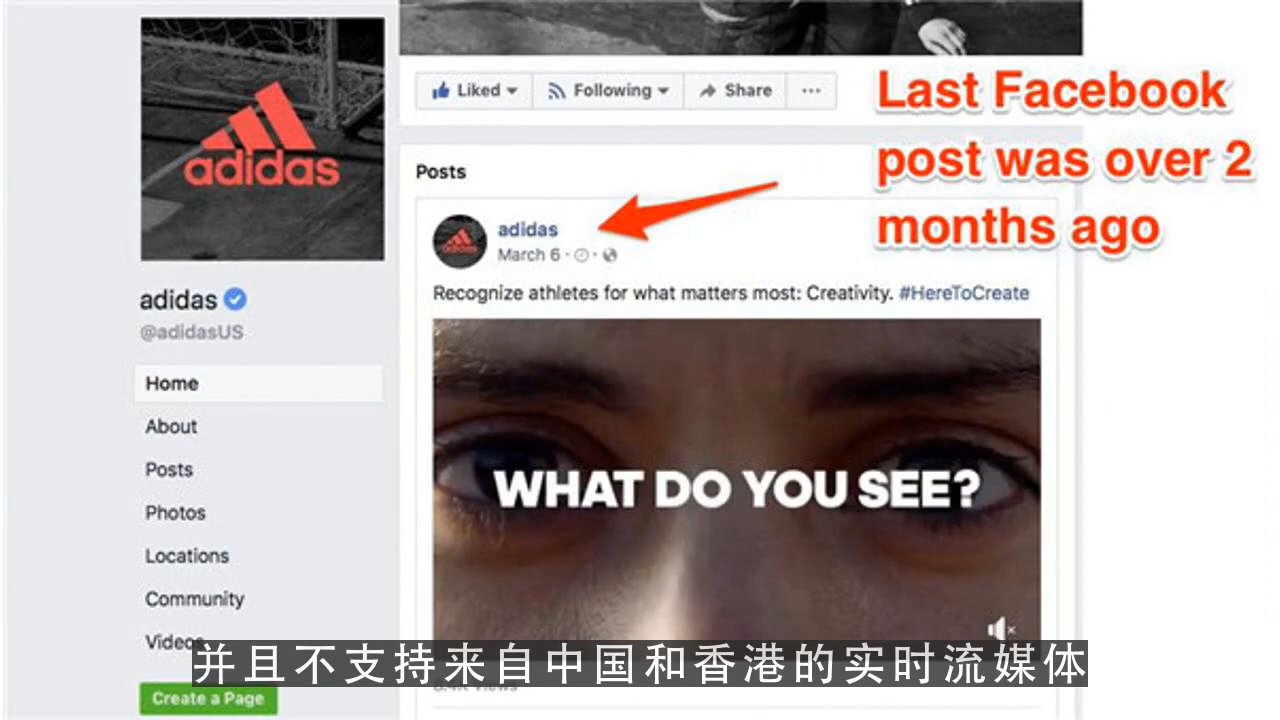 adidas
Liked
Following
Share
Last Facebook
post was over 2
months ago
Posts
adidas
March 6
Recognize athletes for what matters most: Creativity. #HereToCreate
WHAT DO YOU SEE?
adidas
@adidasUS
Home
About
Posts
Photos
Locations
Community
Videos
并且不支持来自中国和香港的实时流媒体
Create a Page
Views